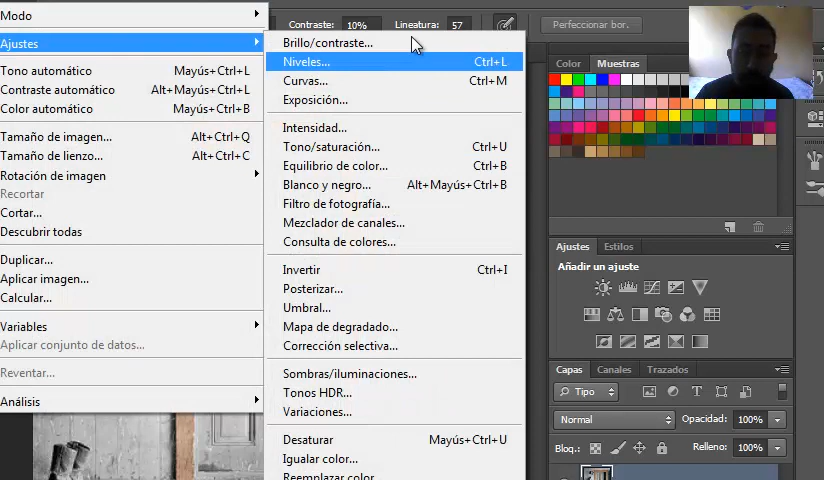 Modo
Ajustes
Tono automático Mayús+Ctrl+L
Contraste automático Alt+Mayús+Ctrl+L
Color automático Mayús+Ctrl+B
Tamaño de imagen... Alt+Ctrl+Q
Tamaño de lienzo... Alt+Ctrl+C
Rotación de imagen
Recortar
Cortar...
Descubrir todas
Duplicar...
Aplicar imagen...
Calcular...
Variables
Aplicar conjunto de datos...
Reventar...
Análisis
Contraste: 10% Lineatura: 57 Perfeccionar bor.
Brillo/contraste...
Niveles... Ctrl+L
Curvas... Ctrl+M
Exposición...
Intensidad...
Tono/saturación... Ctrl+U
Equilibrio de color... Ctrl+B
Blanco y negro... Alt+Mayús+Ctrl+B
Filtro de fotografía...
Mezclador de canales...
Consulta de colores...
Invertir Ctrl+I
Posterizar...
Umbral...
Mapa de degradado...
Corrección selectiva...
Sombras/iluminaciones...
Tonos HDR...
Variaciones...
Desaturar Mayús+Ctrl+U
Igualar color...
Reemplazar color
Color Muestras
Ajustes Estilos
Añadir un ajuste
Capas Canales Trazados
Tipo
Normal Opacidad: 100%
Bloq.: Relleno: 100%